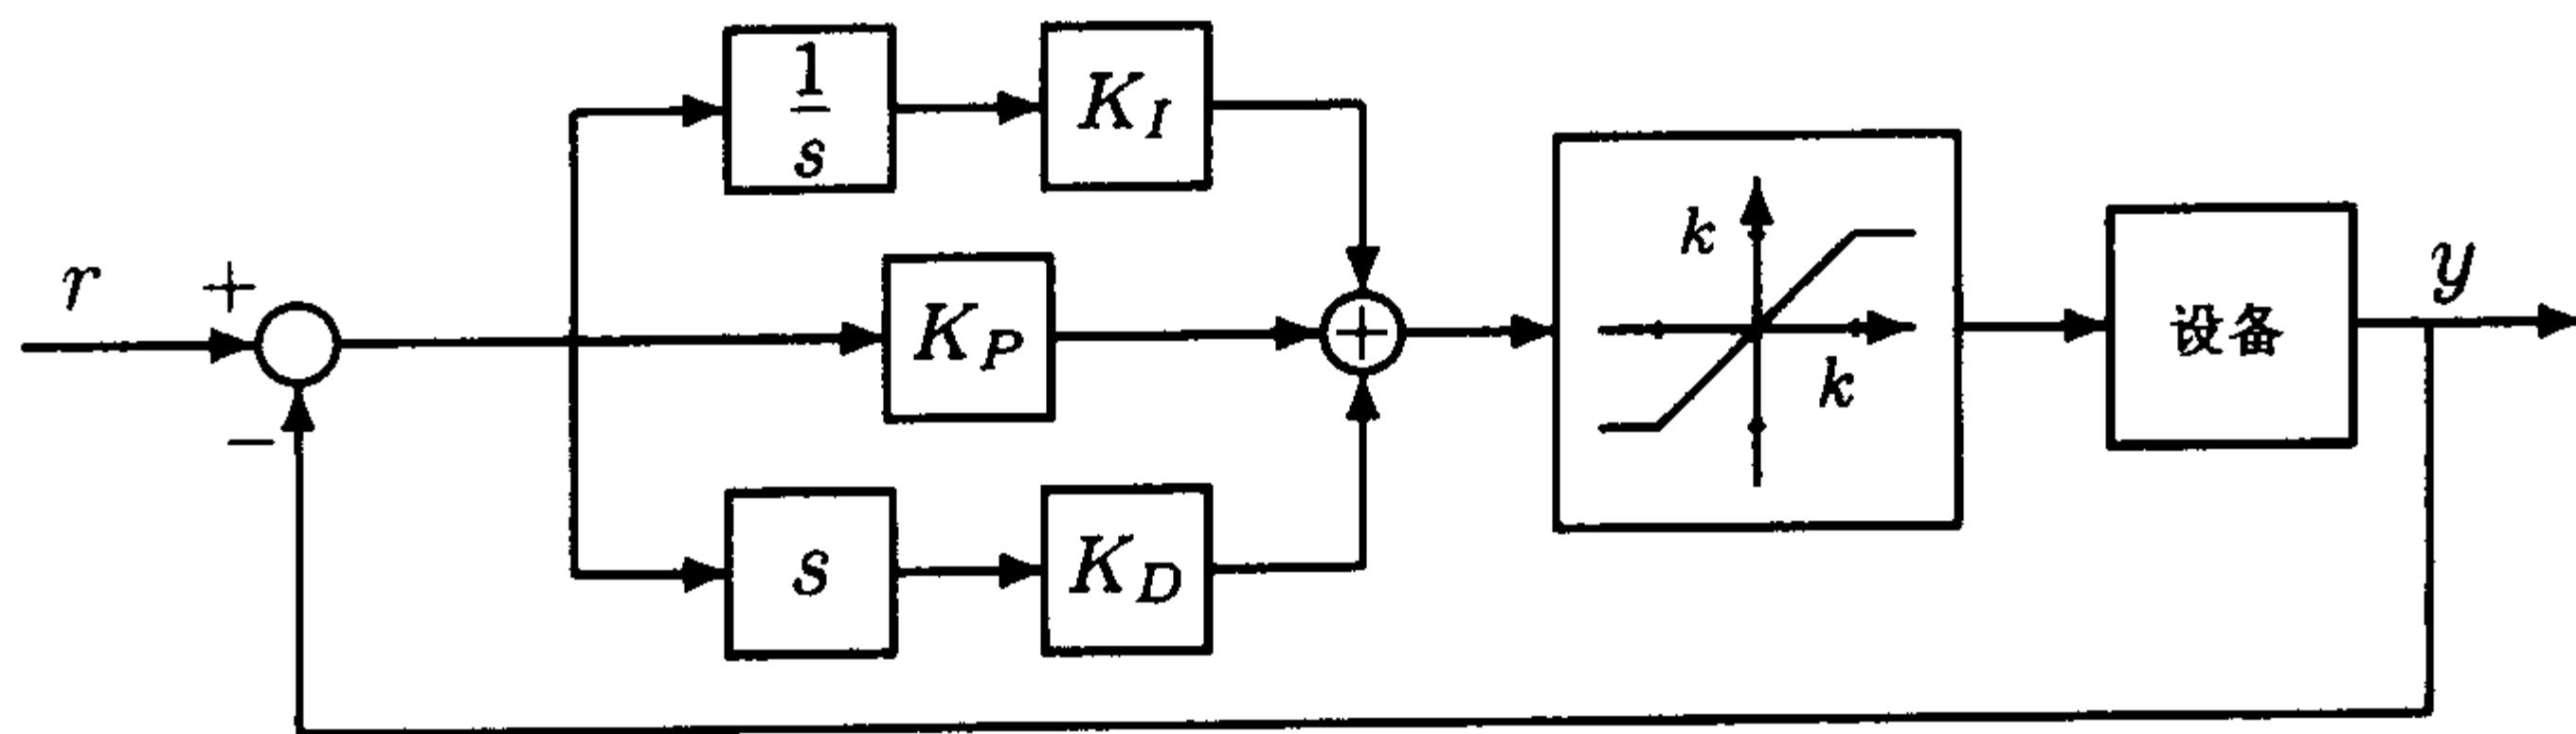 1/s
K_I
k
r
+
K_P
+
设备
y
k
−
s
K_D